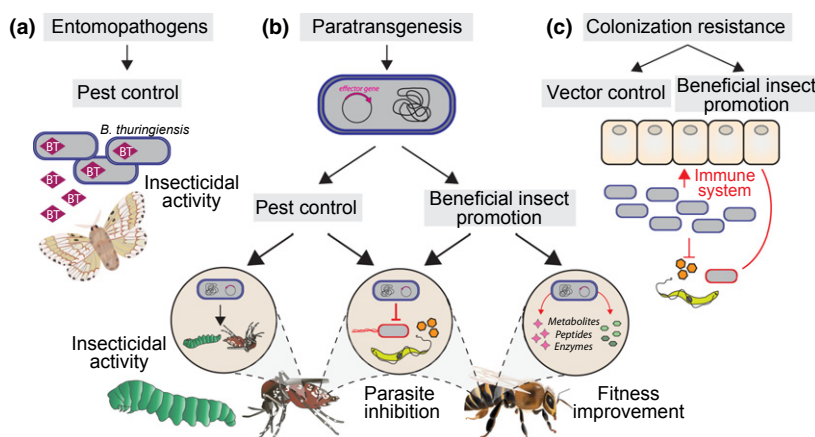 (a) Entomopathogens
Pest control
B. thuringiensis
BT
BT
BT
BT
BT
BT
Insecticidal
activity
(b) Paratransgenesis
effector gene
Pest control
Beneficial insect
promotion
Metabolites
Peptides
Enzymes
Insecticidal
activity
Parasite
inhibition
Fitness
improvement
(c) Colonization resistance
Vector control
Beneficial insect
promotion
Immune
system